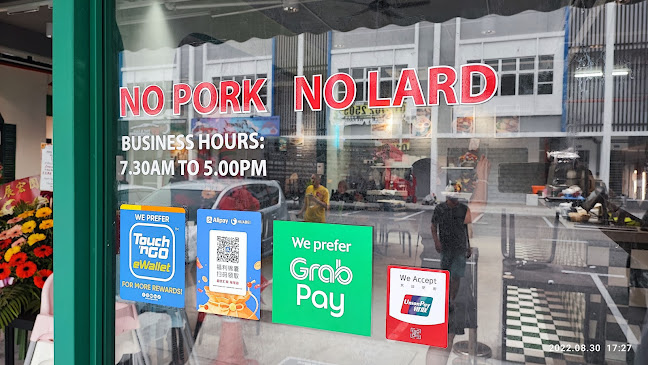 NO PORK NO LARD
BUSINESS HOURS:
7.30AM TO 5.00PM
WE PREFER
Touch
'nGO
eWallet
FOR MORE REWARDS!
Alipay
We prefer
Grab
Pay
We Accept
UnionPay
银联
2022.08.30 17:27